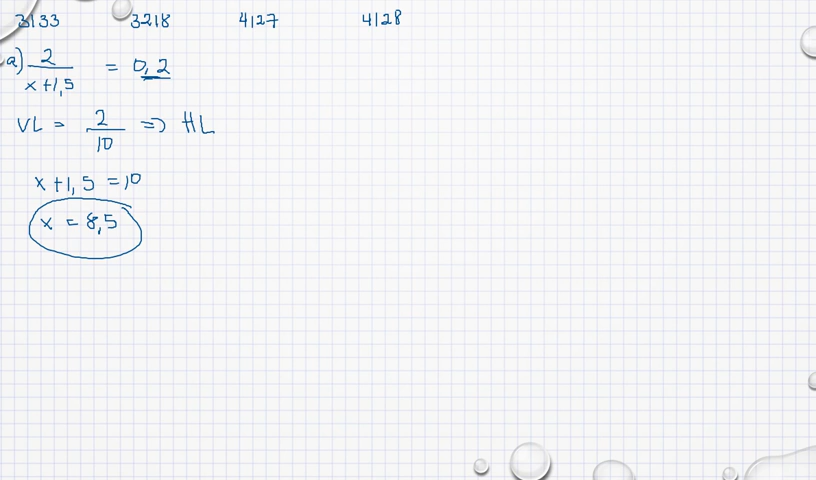 3133 3218 4127 4128
a) 2/(x+1,5) = 0,2
VL = 2/10 => HL
x+1,5 = 10
x = 8,5